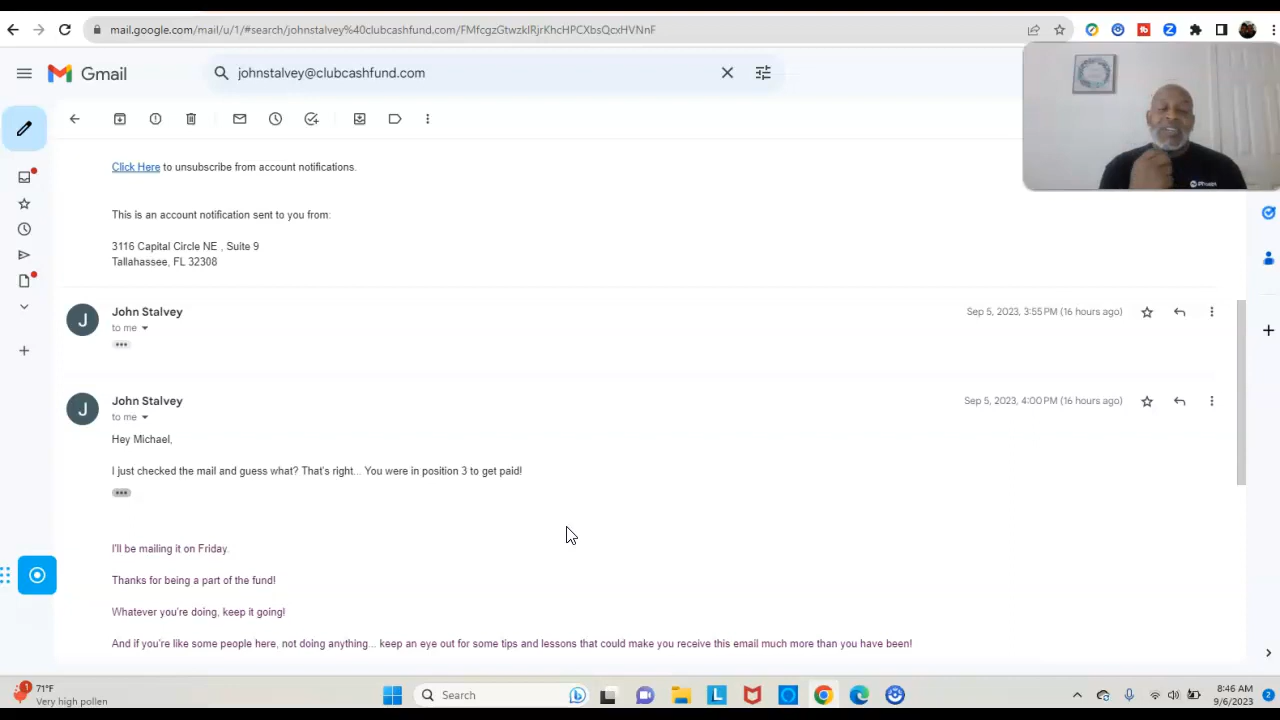 mail.google.com/mail/u/1/#search/johnstalvey%40clubcashfund.com/FMfcgzGtwzklRjrKhcHPCXbsQcxHVNnF
Gmail
johnstalvey@clubcashfund.com
Click Here to unsubscribe from account notifications.
This is an account notification sent to you from:
3116 Capital Circle NE , Suite 9
Tallahassee, FL 32308
J
John Stalvey
Sep 5, 2023, 3:55 PM (16 hours ago)
to me
J
John Stalvey
Sep 5, 2023, 4:00 PM (16 hours ago)
to me
Hey Michael,
I just checked the mail and guess what? That's right... You were in position 3 to get paid!
I'll be mailing it on Friday.
Thanks for being a part of the fund!
Whatever you're doing, keep it going!
And if you're like some people here, not doing anything... keep an eye out for some tips and lessons that could make you receive this email much more than you have been!
1
71°F
Very high pollen
Search
L
8:46 AM
9/6/2023
2